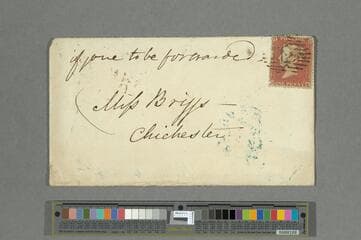 if gone to be forwarded
Miss Briggs
Chichester